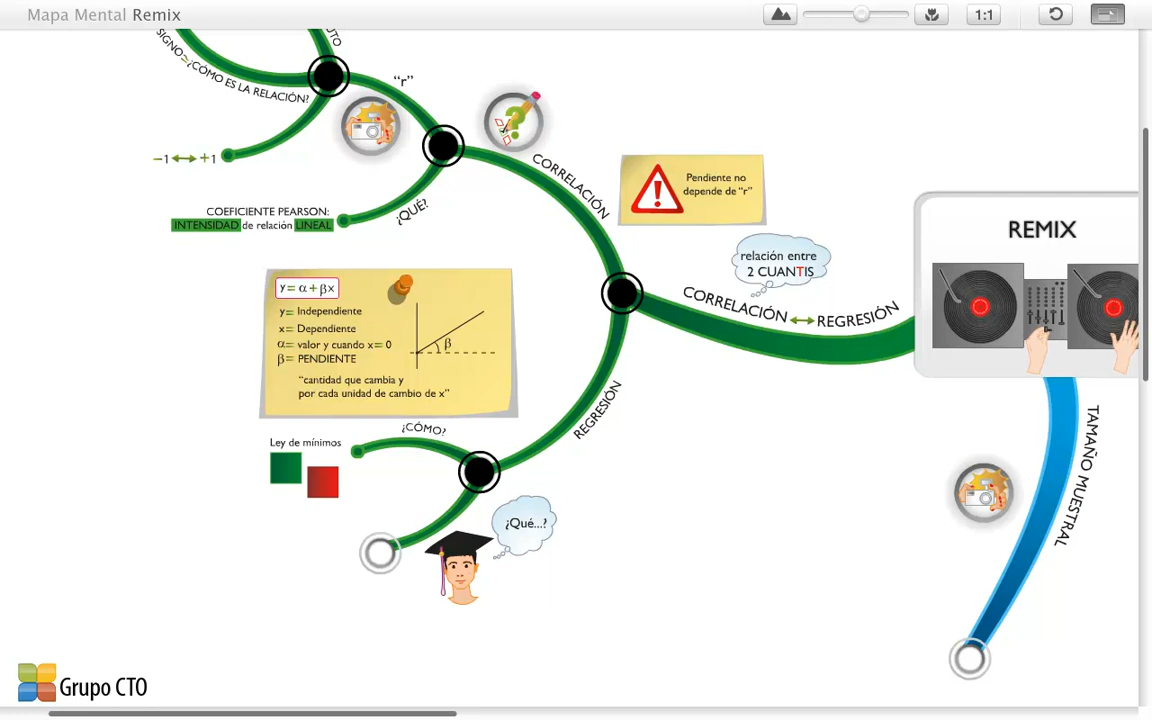 Mapa Mental Remix
1:1
UTO
SIGNO=¿CÓMO ES LA RELACIÓN?
"r"
−1 ↔ +1
COEFICIENTE PEARSON:
INTENSIDAD de relación LINEAL
¿QUÉ?
CORRELACIÓN
Pendiente no
depende de "r"
relación entre
2 CUANTIS
CORRELACIÓN ↔ REGRESIÓN
REMIX
y = α + βx
y= Independiente
x= Dependiente
α= valor y cuando x= 0
β= PENDIENTE
"cantidad que cambia y
por cada unidad de cambio de x"
β
REGRESIÓN
¿CÓMO?
Ley de mínimos
¿Qué...?
TAMAÑO MUESTRAL
Grupo CTO